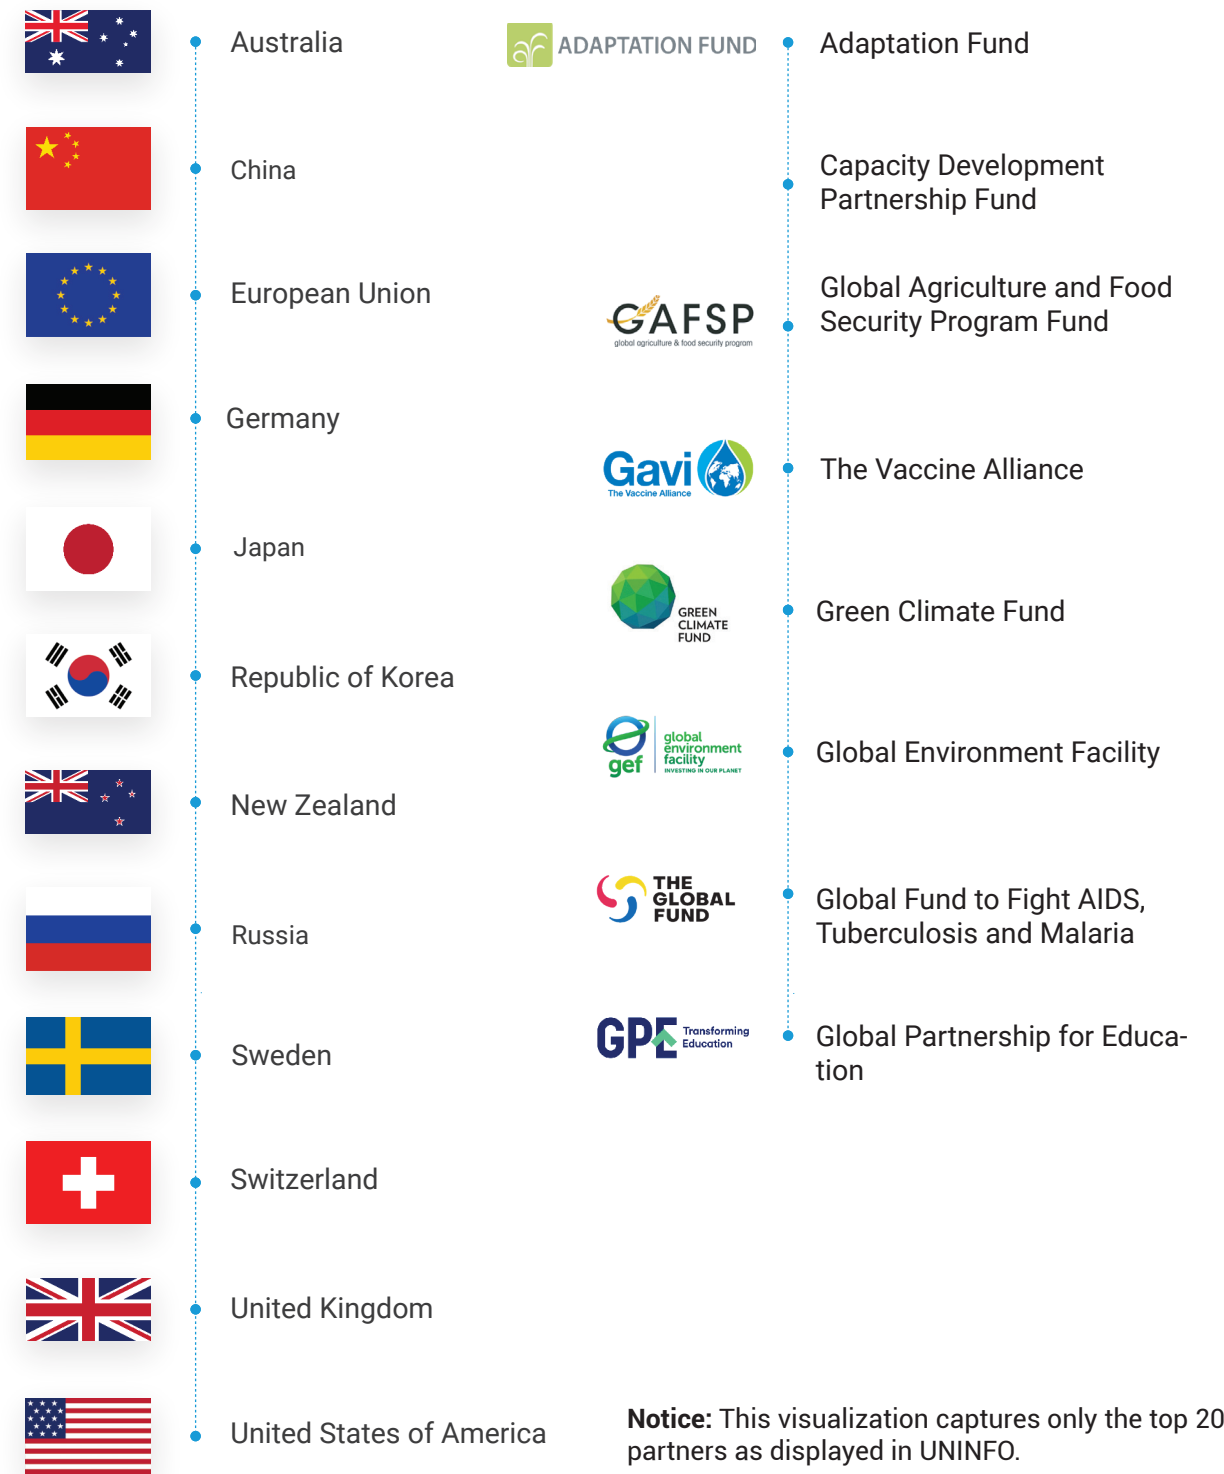 Australia
China
European Union
Germany
Japan
Republic of Korea
New Zealand
Russia
Sweden
Switzerland
United Kingdom
United States of America
ADAPTATION FUND
Adaptation Fund
Capacity Development
Partnership Fund
GAFSP
global agriculture & food security program
Global Agriculture and Food
Security Program Fund
Gavi
The Vaccine Alliance
The Vaccine Alliance
GREEN
CLIMATE
FUND
Green Climate Fund
gef
global
environment
facility
INVESTING IN OUR PLANET
Global Environment Facility
THE
GLOBAL
FUND
Global Fund to Fight AIDS,
Tuberculosis and Malaria
GPE
Transforming
Education
Global Partnership for Educa-
tion
Notice: This visualization captures only the top 20
partners as displayed in UNINFO.